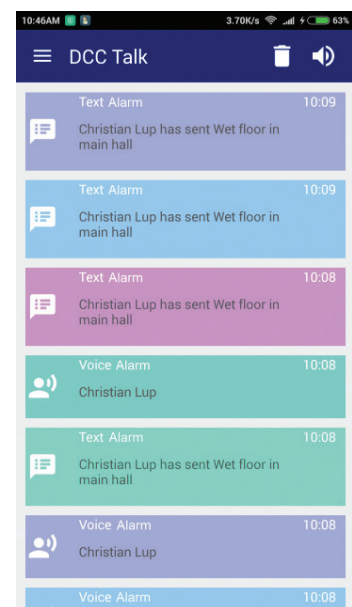 10:46AM 3.70K/s 63%
DCC Talk
Text Alarm 10:09
Christian Lup has sent Wet floor in
main hall
Text Alarm 10:09
Christian Lup has sent Wet floor in
main hall
Text Alarm 10:08
Christian Lup has sent Wet floor in
main hall
Voice Alarm 10:08
Christian Lup
Text Alarm 10:08
Christian Lup has sent Wet floor in
main hall
Voice Alarm 10:08
Christian Lup
Voice Alarm 10:08